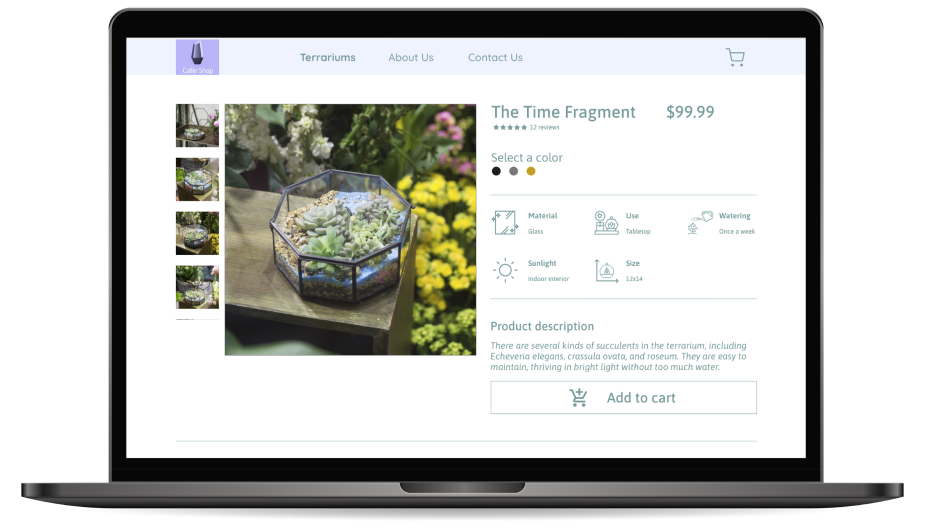 Callie Shop
Terrariums
About Us
Contact Us
The Time Fragment
$99.99
12 reviews
Select a color
Material
Glass
Use
Tabletop
Watering
Once a week
Sunlight
Indoor interior
Size
12x14
Product description
There are several kinds of succulents in the terrarium, including
Echeveria elegans, crassula ovata, and roseum. They are easy to
maintain, thriving in bright light without too much water.
Add to cart